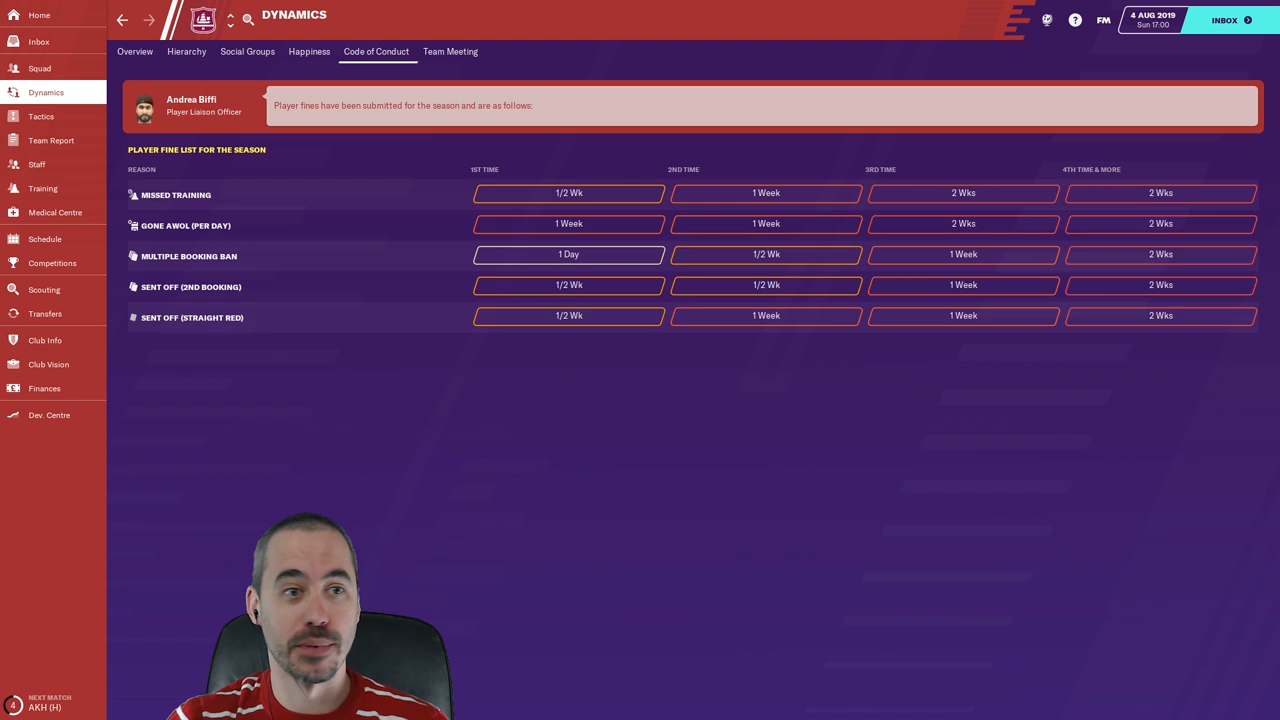 Home
DYNAMICS
FM
4 AUG 2019
Sun 17:00
INBOX
Inbox
Overview
Hierarchy
Social Groups
Happiness
Code of Conduct
Team Meeting
Squad
Dynamics
Tactics
Team Report
Staff
Training
Medical Centre
Schedule
Competitions
Scouting
Transfers
Club Info
Club Vision
Finances
Dev. Centre
Andrea Biffi
Player Liaison Officer
Player fines have been submitted for the season and are as follows:
PLAYER FINE LIST FOR THE SEASON
REASON 1ST TIME 2ND TIME 3RD TIME 4TH TIME & MORE
MISSED TRAINING 1/2 Wk 1 Week 2 Wks 2 Wks
GONE AWOL (PER DAY) 1 Week 1 Week 2 Wks 2 Wks
MULTIPLE BOOKING BAN 1 Day 1/2 Wk 1 Week 2 Wks
SENT OFF (2ND BOOKING) 1/2 Wk 1/2 Wk 1 Week 2 Wks
SENT OFF (STRAIGHT RED) 1/2 Wk 1 Week 1 Week 2 Wks
4
NEXT MATCH
AKH (H)